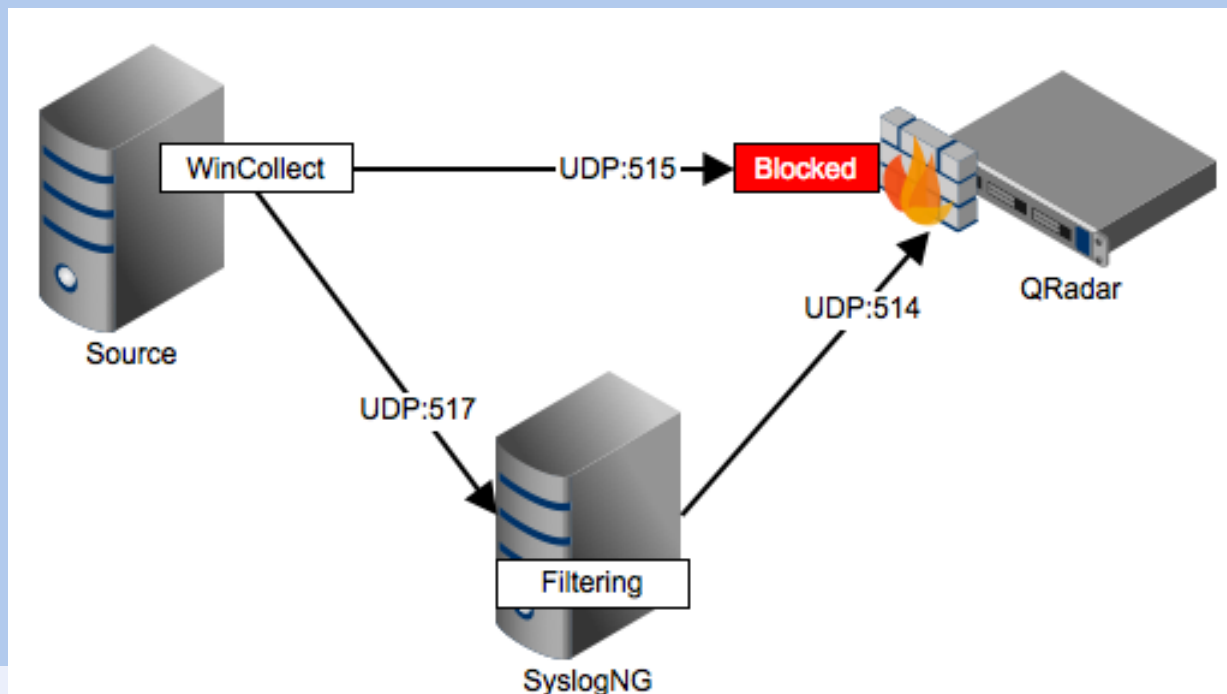 WinCollect
UDP:515
Blocked
QRadar
Source
UDP:514
UDP:517
Filtering
SyslogNG